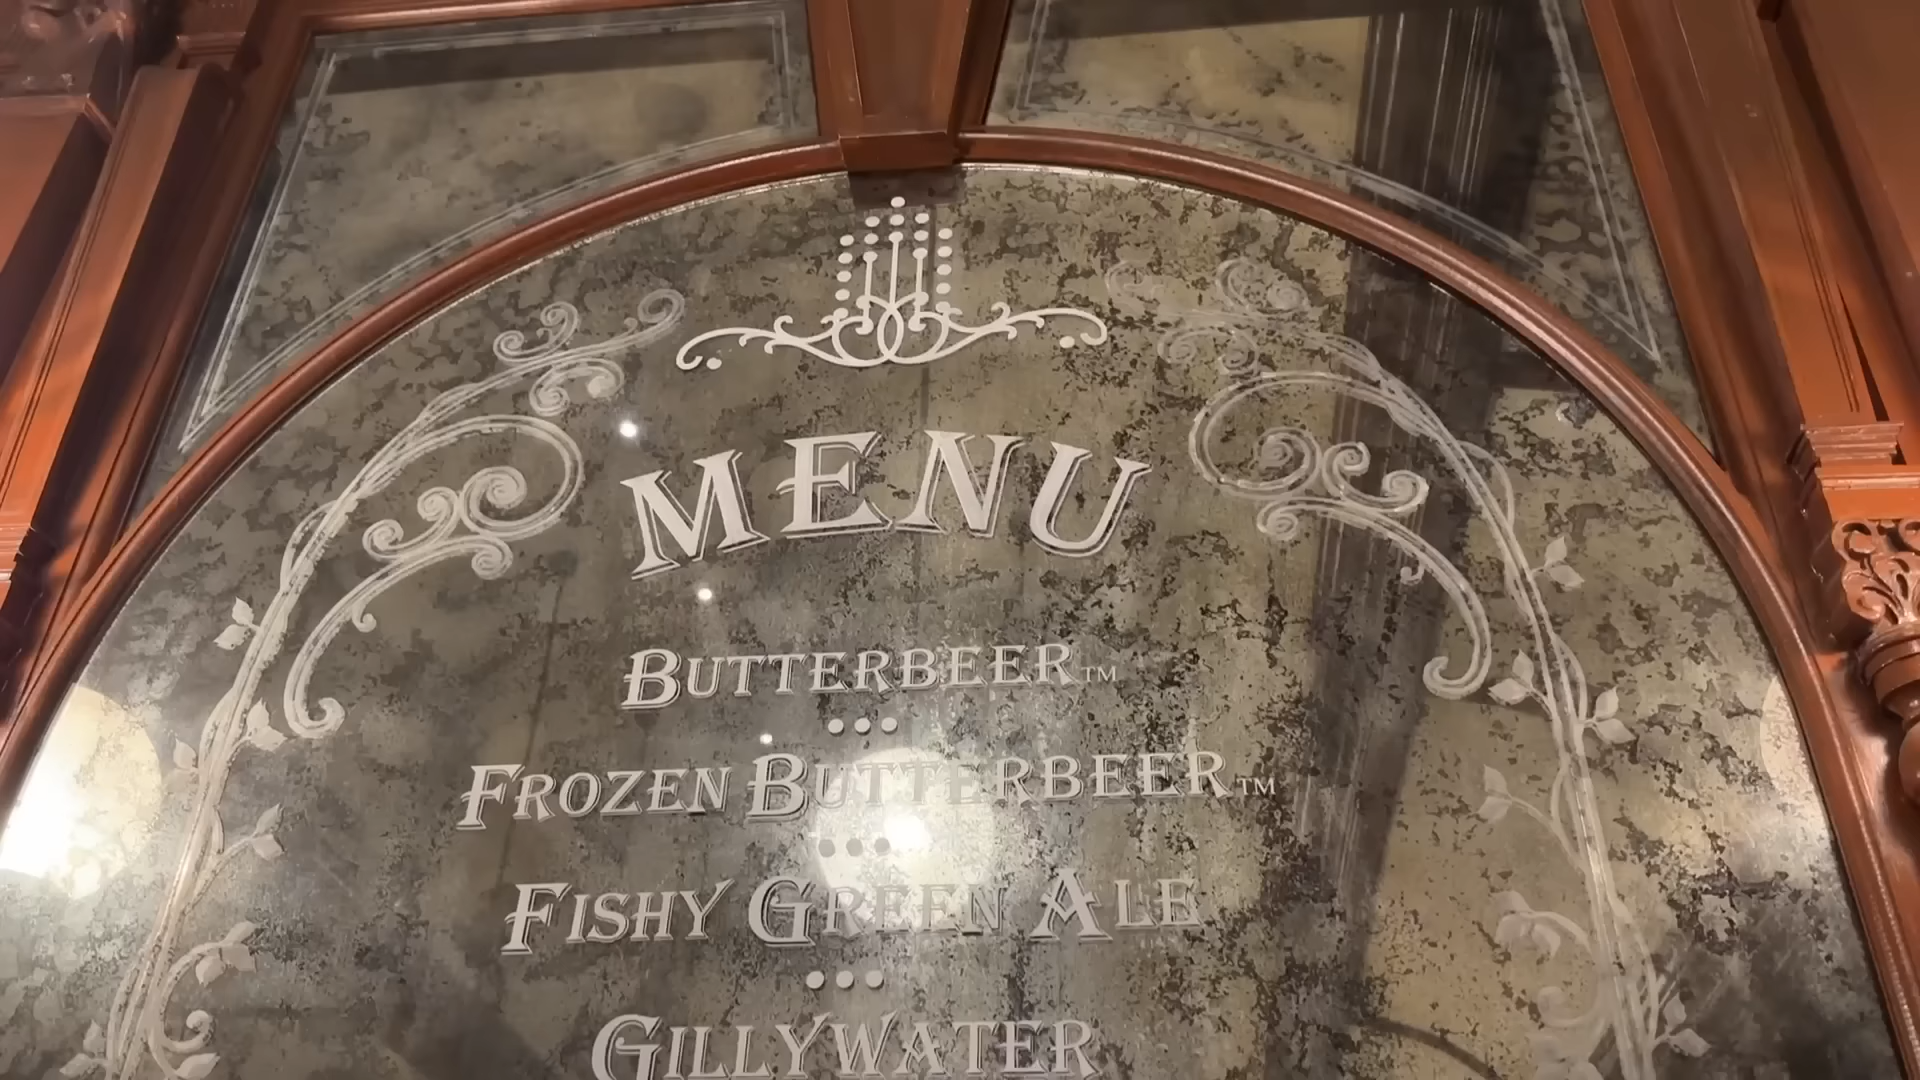 MENU
BUTTERBEER™
FROZEN BUTTERBEER™
FISHY GREEN ALE
GILLYWATER